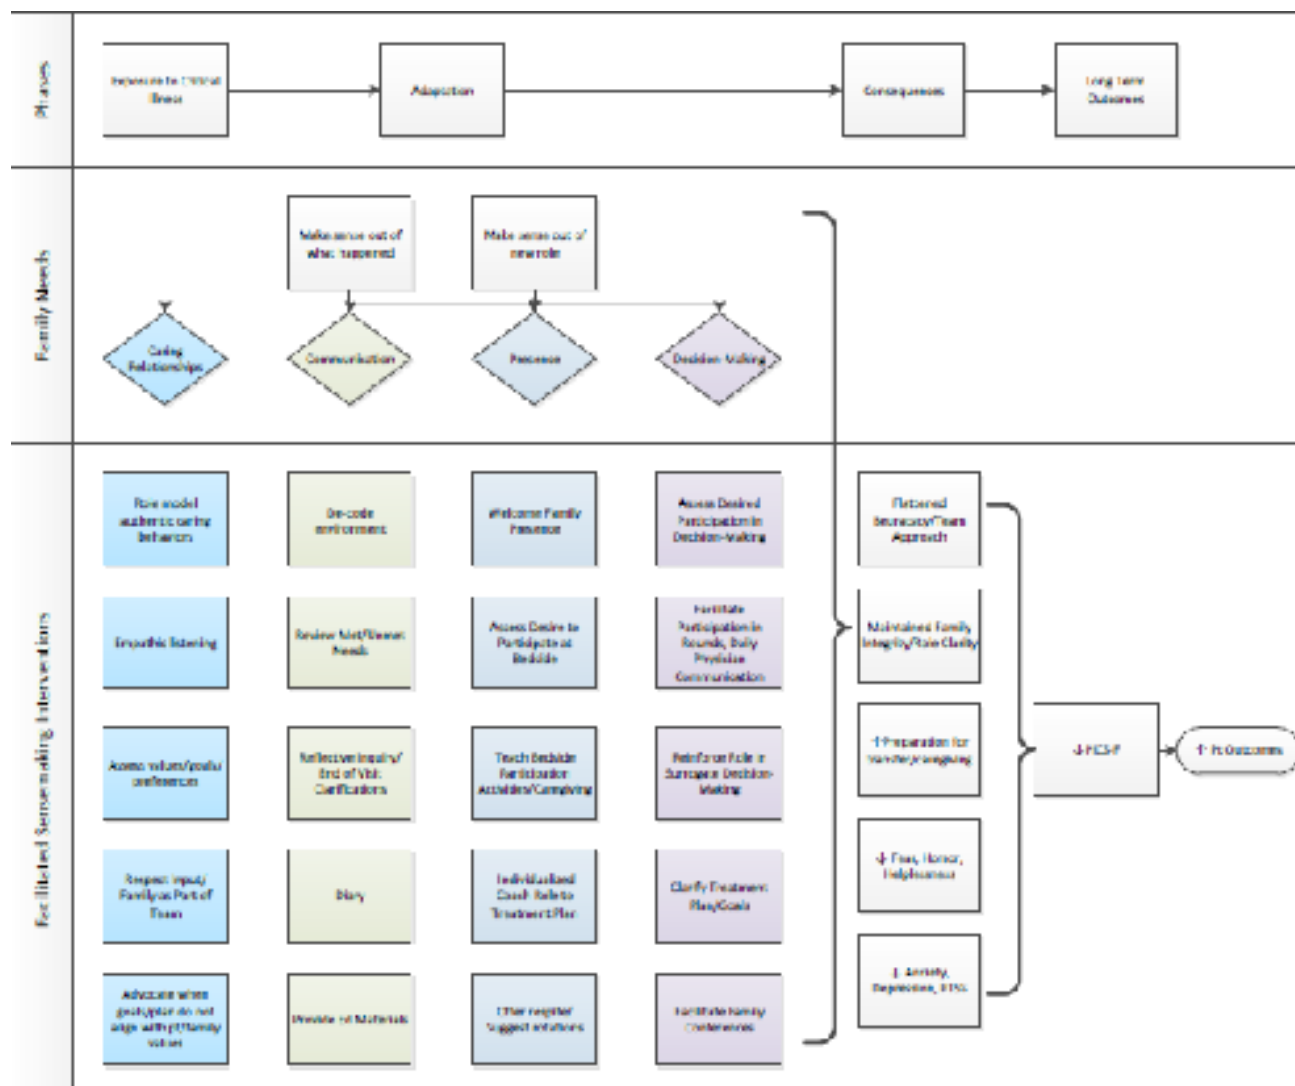 Phases
Exposure to Critical
Illness
Adaptation
Consequences
Long Term
Outcomes
Family Needs
Make sense out of
what happened
Make sense out of
new role
Caring
Relationships
Communication
Presence
Decision-Making
Facilitated Sensemaking Interventions
Role model
authentic caring
behaviors
De-code
environment
Welcome Family
Presence
Assess Desired
Participation in
Decision-Making
Flattened
Approach
Empathic listening
Review Met/Unmet
Needs
Assess Desire to
Participate at
Bedside
Facilitate
Participation in
Rounds, Daily
Physician
Communication
Maintained Family
Integrity/Role Clarity
Assess values/goals/
preferences
Reflective Inquiry/
End of Visit
Clarifications
Teach Bedside
Participation
Activities/Caregiving
Reinforce Role in
Surrogate Decision-
Making
↑ Preparation for
transfer/caregiving
↓ PICS-F
↑ Pt Outcomes
Respect input/
Family as Part of
Team
Diary
Individualized
Coach Role to
Treatment Plan
Clarify Treatment
Plan/Goals
↓ Fear, Horror,
Helplessness
Advocate when
goals/plan do not
align with pt/family
values
Provide Materials
Offer respite/
Suggest rotations
Facilitate Family
Conferences
↓ Anxiety,
Depression,